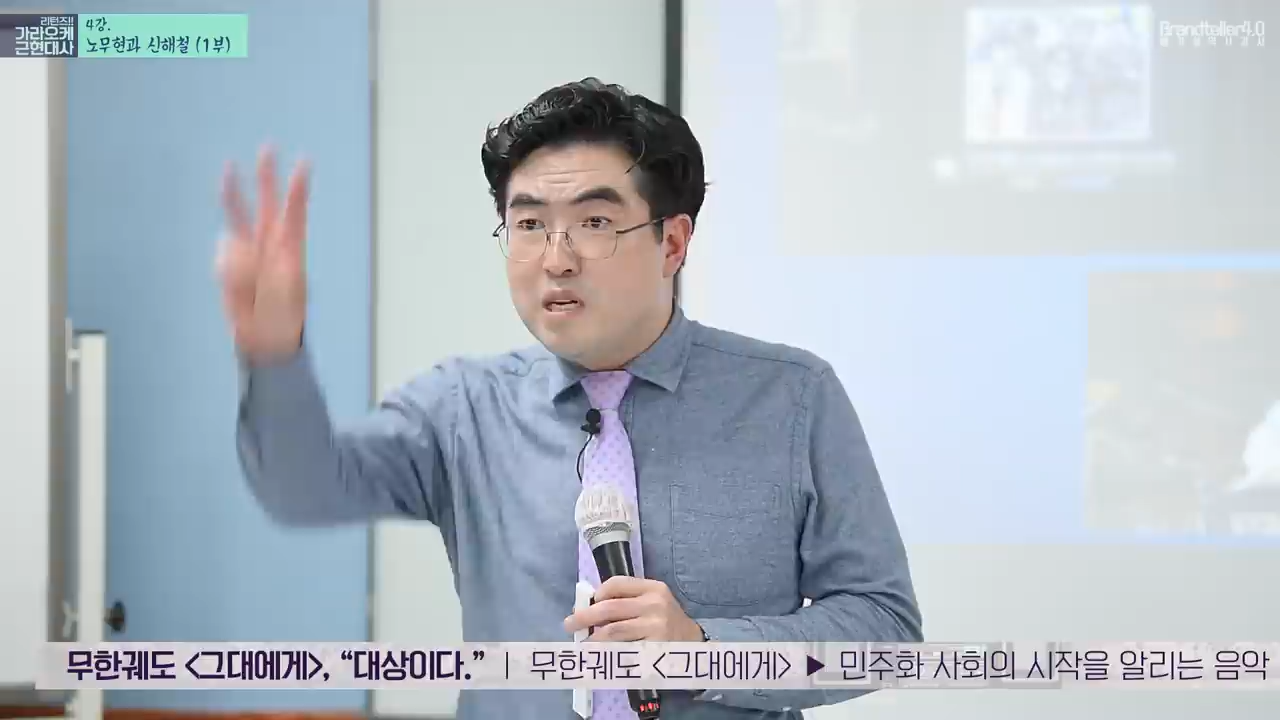 리턴즈!!
가라오케
근현대사
4강.
노무현과 신해철 (1부)
Brandteller4.0
무한궤도 <그대에게>, “대상이다.” | 무한궤도 <그대에게> ▶ 민주화 사회의 시작을 알리는 음악